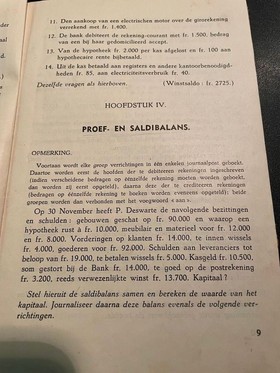 11. Den aankoop van een electrischen motor over de girorekening
verrekend met fr. 1.400.
12. De bank debiteert de rekening-courant met fr. 1.500, bedrag
van een bij haar gedomicilieerd accept.
13. Van de hypotheek fr. 2.000 per kas afgelost en fr. 100 aan
hypothecaire rente bijbetaald.
14. Uit de kast betaald aan registers en andere kantoorbenoodigd-
heden fr. 85, aan electriciteitsverbruik fr. 40.
Dezelfde vragen als hierboven. (Winstsaldo : fr. 2725.)
HOOFDSTUK IV.
PROEF- EN SALDIBALANS.
OPMERKING.
Voortaan wordt elke groep verrichtingen in één enkelen journaalpost geboekt.
Daartoe worden eerst de hoofden der te debiteeren rekeningen ingeschreven
(indien verscheidene bedragen op eenzelfde rekening moeten worden geboekt,
dan worden zij eerst opgeteld), daarna deze der te crediteeren rekeningen
(bedragen betreffende eenzelfde rekening worden eveneens opgeteld) ; beide
groepen worden dan verbonden met het voegwoord « aan ».
Op 30 November heeft P. Deswarte de navolgende bezittingen
en schulden : gebouwen geschat op fr. 90.000 en waarop een
hypotheek rust à fr. 10.000, meubilair en materieel voor fr. 12.000
en fr. 8.000. Vorderingen op klanten fr. 14.000, te innen wissels
fr. 4.000, goederen voor fr. 92.000. Schulden aan leveranciers tot
beloop van fr. 19.000, te betalen wissels fr. 5.000. Kasgeld fr. 10.500,
som gestort bij de Bank fr. 14.000, te goed op de postrekening
fr. 3.200, reeds verwezenlijkte winst fr. 13.700. Kapitaal ?
Stel hieruit de saldibalans samen en bereken de waarde van het
kapitaal. Journaliseer daarna deze balans evenals de volgende ver-
richtingen.
9